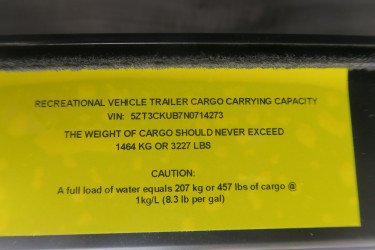 RECREATIONAL VEHICLE TRAILER CARGO CARRYING CAPACITY
VIN: 5ZT3CKUB7N0714273
THE WEIGHT OF CARGO SHOULD NEVER EXCEED
1464 KG OR 3227 LBS
CAUTION:
A full load of water equals 207 kg or 457 lbs of cargo @
1kg/L (8.3 lb per gal)